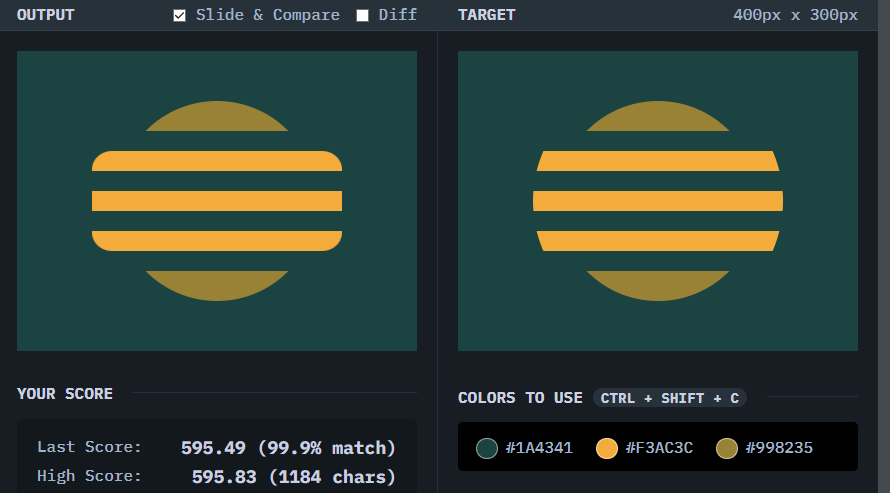 OUTPUT Slide & Compare Diff TARGET 400px x 300px
YOUR SCORE
COLORS TO USE CTRL + SHIFT + C
Last Score: 595.49 (99.9% match)
High Score: 595.83 (1184 chars)
#1A4341 #F3AC3C #998235